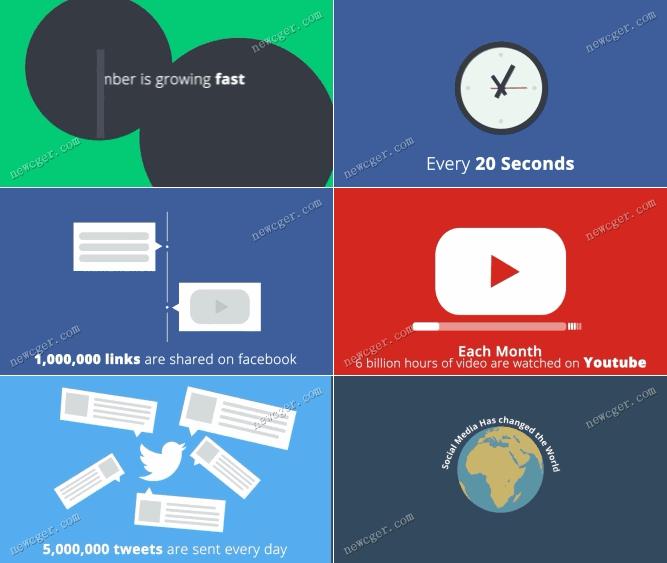 nber is growing fast
Every 20 Seconds
1,000,000 links are shared on facebook
Each Month
6 billion hours of video are watched on Youtube
5,000,000 tweets are sent every day
Social Media Has changed the World
newcger.com
newcger.com
newcger.com
newcger.com
newcger.com
newcger.com
newcger.com
newcger.com
newcger.com
newcger.com
newcger.com
newcger.com